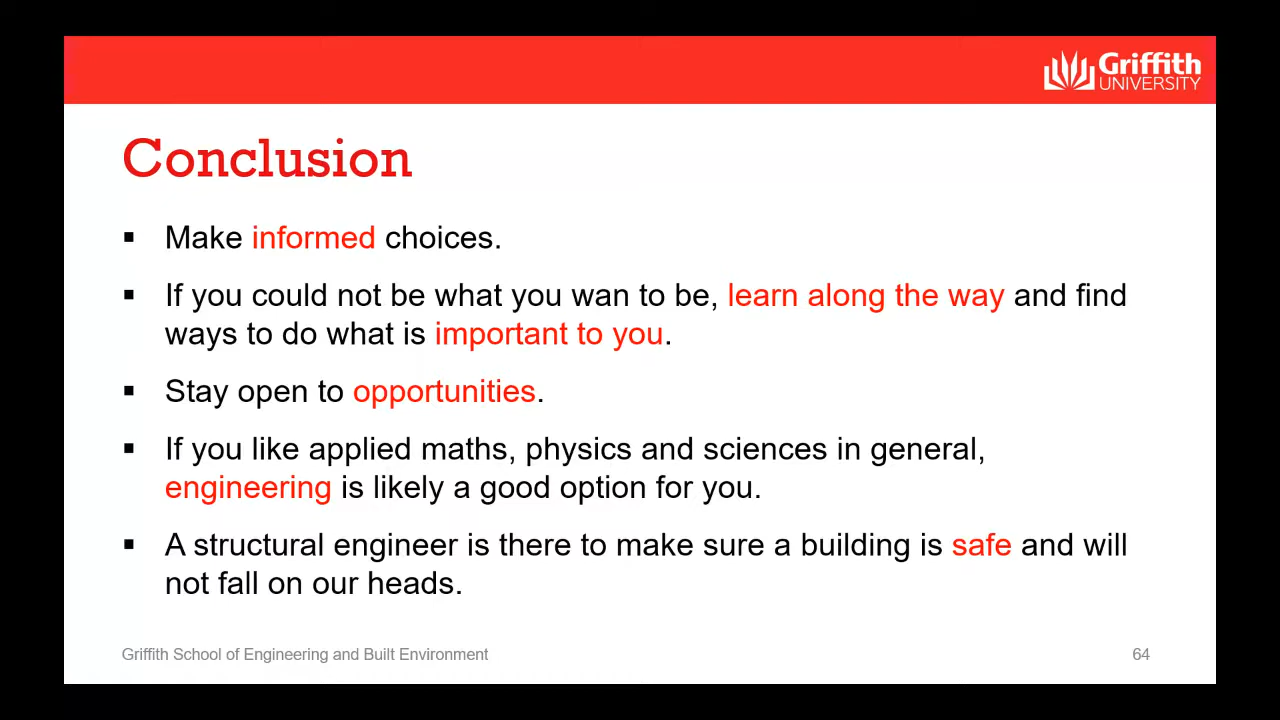 Griffith
UNIVERSITY
Conclusion
▪ Make informed choices.
▪ If you could not be what you wan to be, learn along the way and find
ways to do what is important to you.
▪ Stay open to opportunities.
▪ If you like applied maths, physics and sciences in general,
engineering is likely a good option for you.
▪ A structural engineer is there to make sure a building is safe and will
not fall on our heads.
Griffith School of Engineering and Built Environment
64